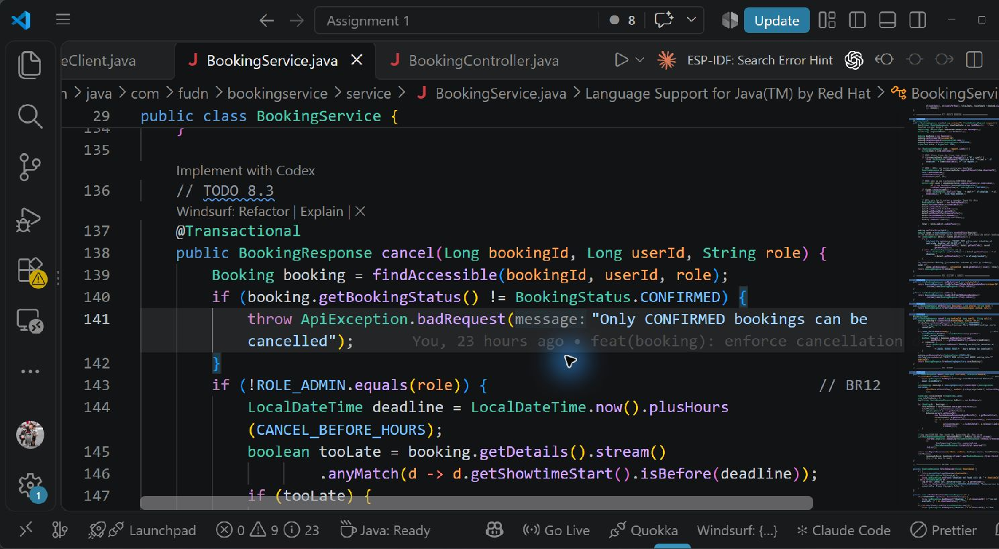 Assignment 1
8
Update
eClient.java
J BookingService.java
J BookingController.java
ESP-IDF: Search Error Hint
n > java > com > fudn > bookingservice > service > J BookingService.java > Language Support for Java(TM) by Red Hat > BookingServi
29 public class BookingService {
134 }
135
Implement with Codex
136 // TODO 8.3
Windsurf: Refactor | Explain | X
137 @Transactional
138 public BookingResponse cancel(Long bookingId, Long userId, String role) {
139 Booking booking = findAccessible(bookingId, userId, role);
140 if (booking.getBookingStatus() != BookingStatus.CONFIRMED) {
141 throw ApiException.badRequest(message: "Only CONFIRMED bookings can be
cancelled"); You, 23 hours ago • feat(booking): enforce cancellation
142 }
143 if (!ROLE_ADMIN.equals(role)) { // BR12
144 LocalDateTime deadline = LocalDateTime.now().plusHours
(CANCEL_BEFORE_HOURS);
145 boolean tooLate = booking.getDetails().stream()
146 .anyMatch(d -> d.getShowtimeStart().isBefore(deadline));
147 if (tooLate) {
1
Launchpad
0 9 23
Java: Ready
Go Live
Quokka
Windsurf: {...}
Claude Code
Prettier